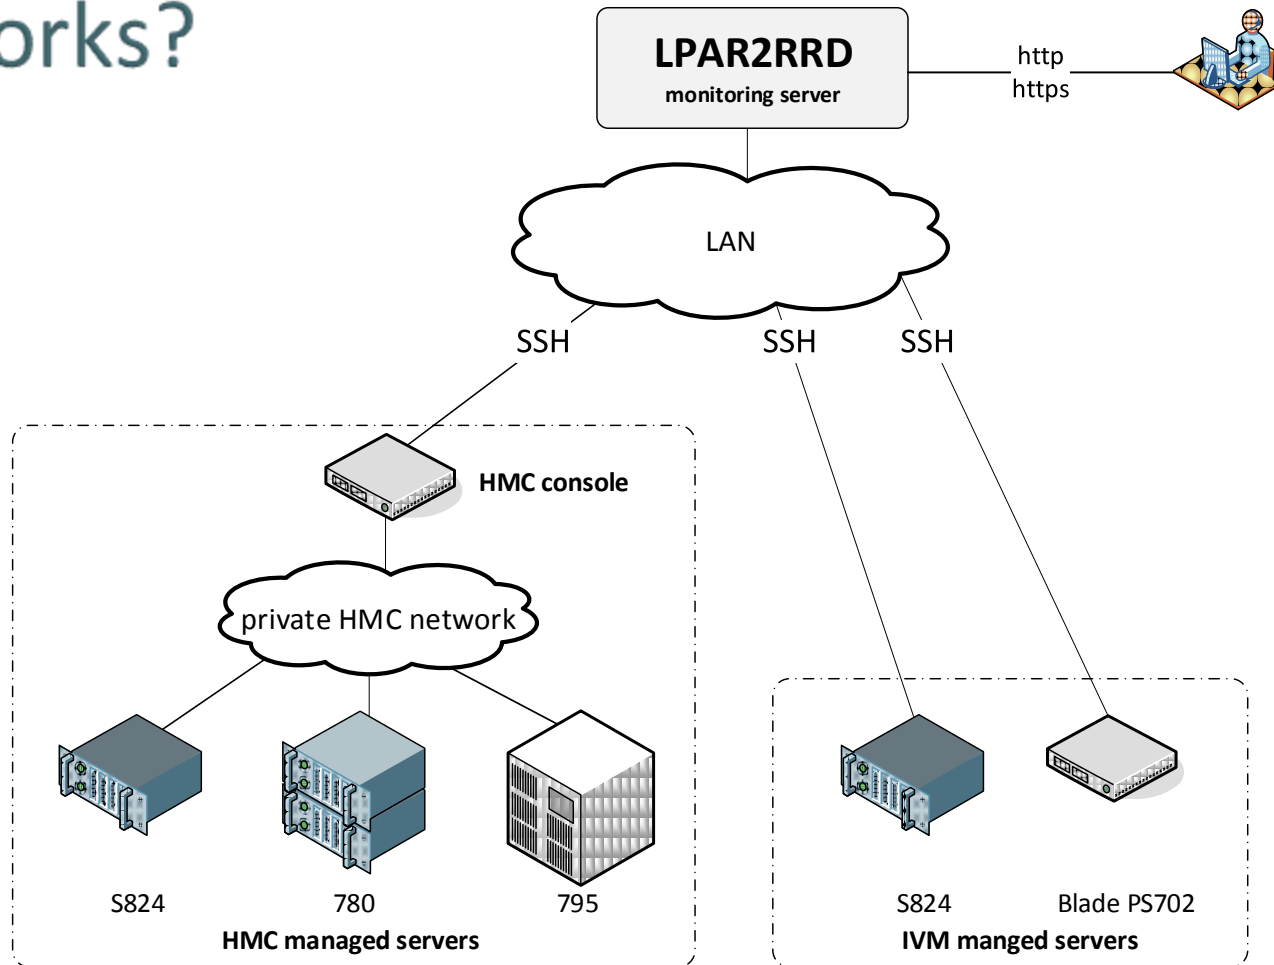 orks?
LPAR2RRD
monitoring server
http
https
LAN
SSH
SSH
SSH
HMC console
private HMC network
S824
780
795
HMC managed servers
S824
Blade PS702
IVM manged servers